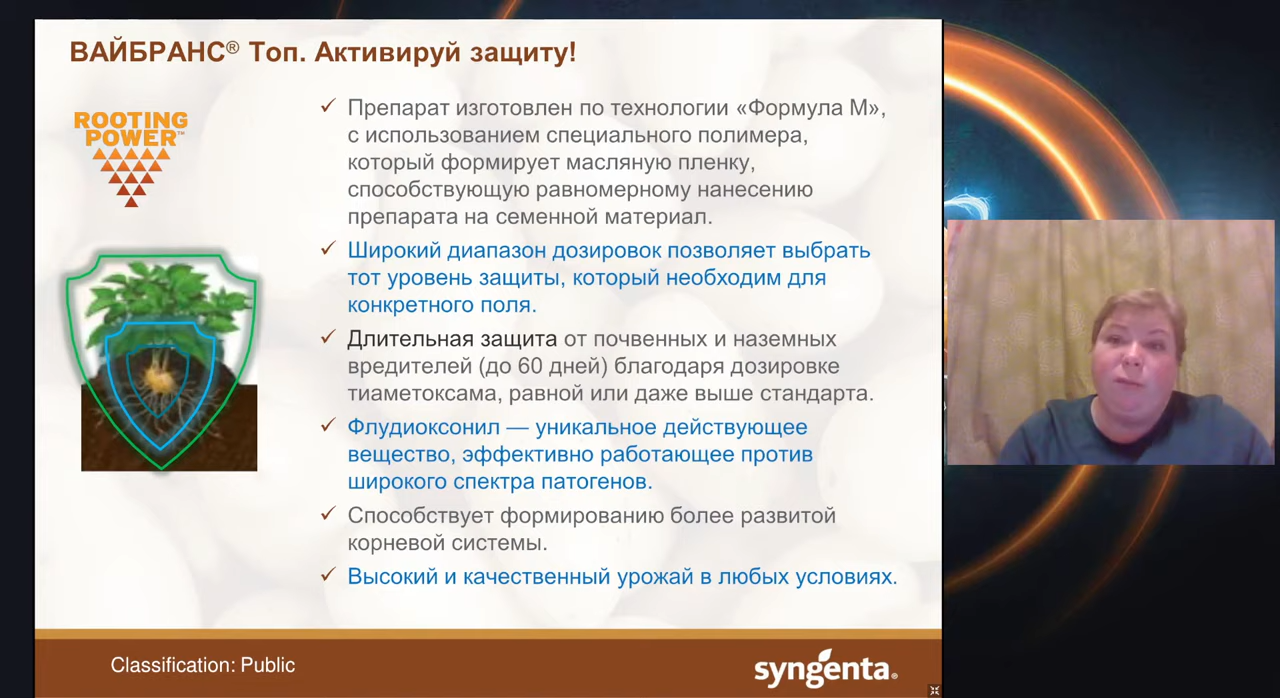 ВАЙБРАНС® Топ. Активируй защиту!
ROOTING
POWER™
Препарат изготовлен по технологии «Формула М»,
с использованием специального полимера,
который формирует масляную пленку,
способствующую равномерному нанесению
препарата на семенной материал.
Широкий диапазон дозировок позволяет выбрать
тот уровень защиты, который необходим для
конкретного поля.
Длительная защита от почвенных и наземных
вредителей (до 60 дней) благодаря дозировке
тиаметоксама, равной или даже выше стандарта.
Флудиоксонил — уникальное действующее
вещество, эффективно работающее против
широкого спектра патогенов.
Способствует формированию более развитой
корневой системы.
Высокий и качественный урожай в любых условиях.
Classification: Public
syngenta®